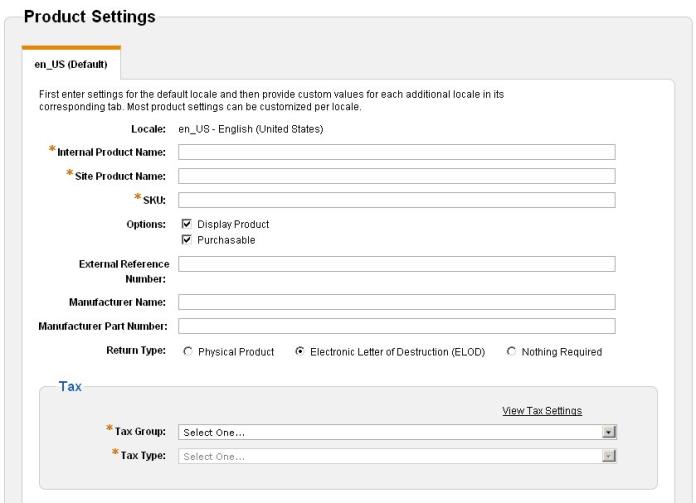 Product Settings
en_US (Default)
First enter settings for the default locale and then provide custom values for each additional locale in its
corresponding tab. Most product settings can be customized per locale.
Locale: en_US - English (United States)
*Internal Product Name:
*Site Product Name:
*SKU:
Options: Display Product
Purchasable
External Reference
Number:
Manufacturer Name:
Manufacturer Part Number:
Return Type: Physical Product Electronic Letter of Destruction (ELOD) Nothing Required
Tax
View Tax Settings
*Tax Group: Select One...
*Tax Type: Select One...